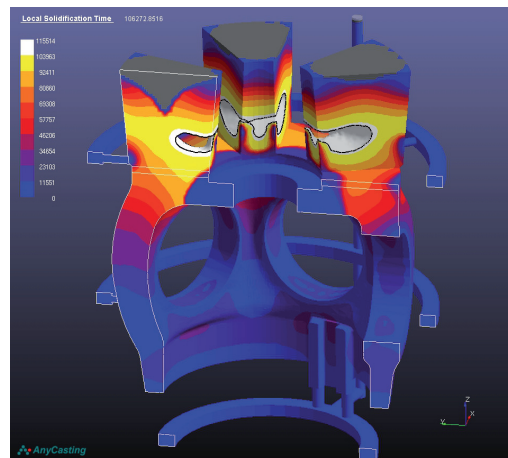 Local Solidification Time
106272.8516
115514
103963
92411
80860
69308
57757
46206
34654
23103
11551
0
Z
Y
X
AnyCasting